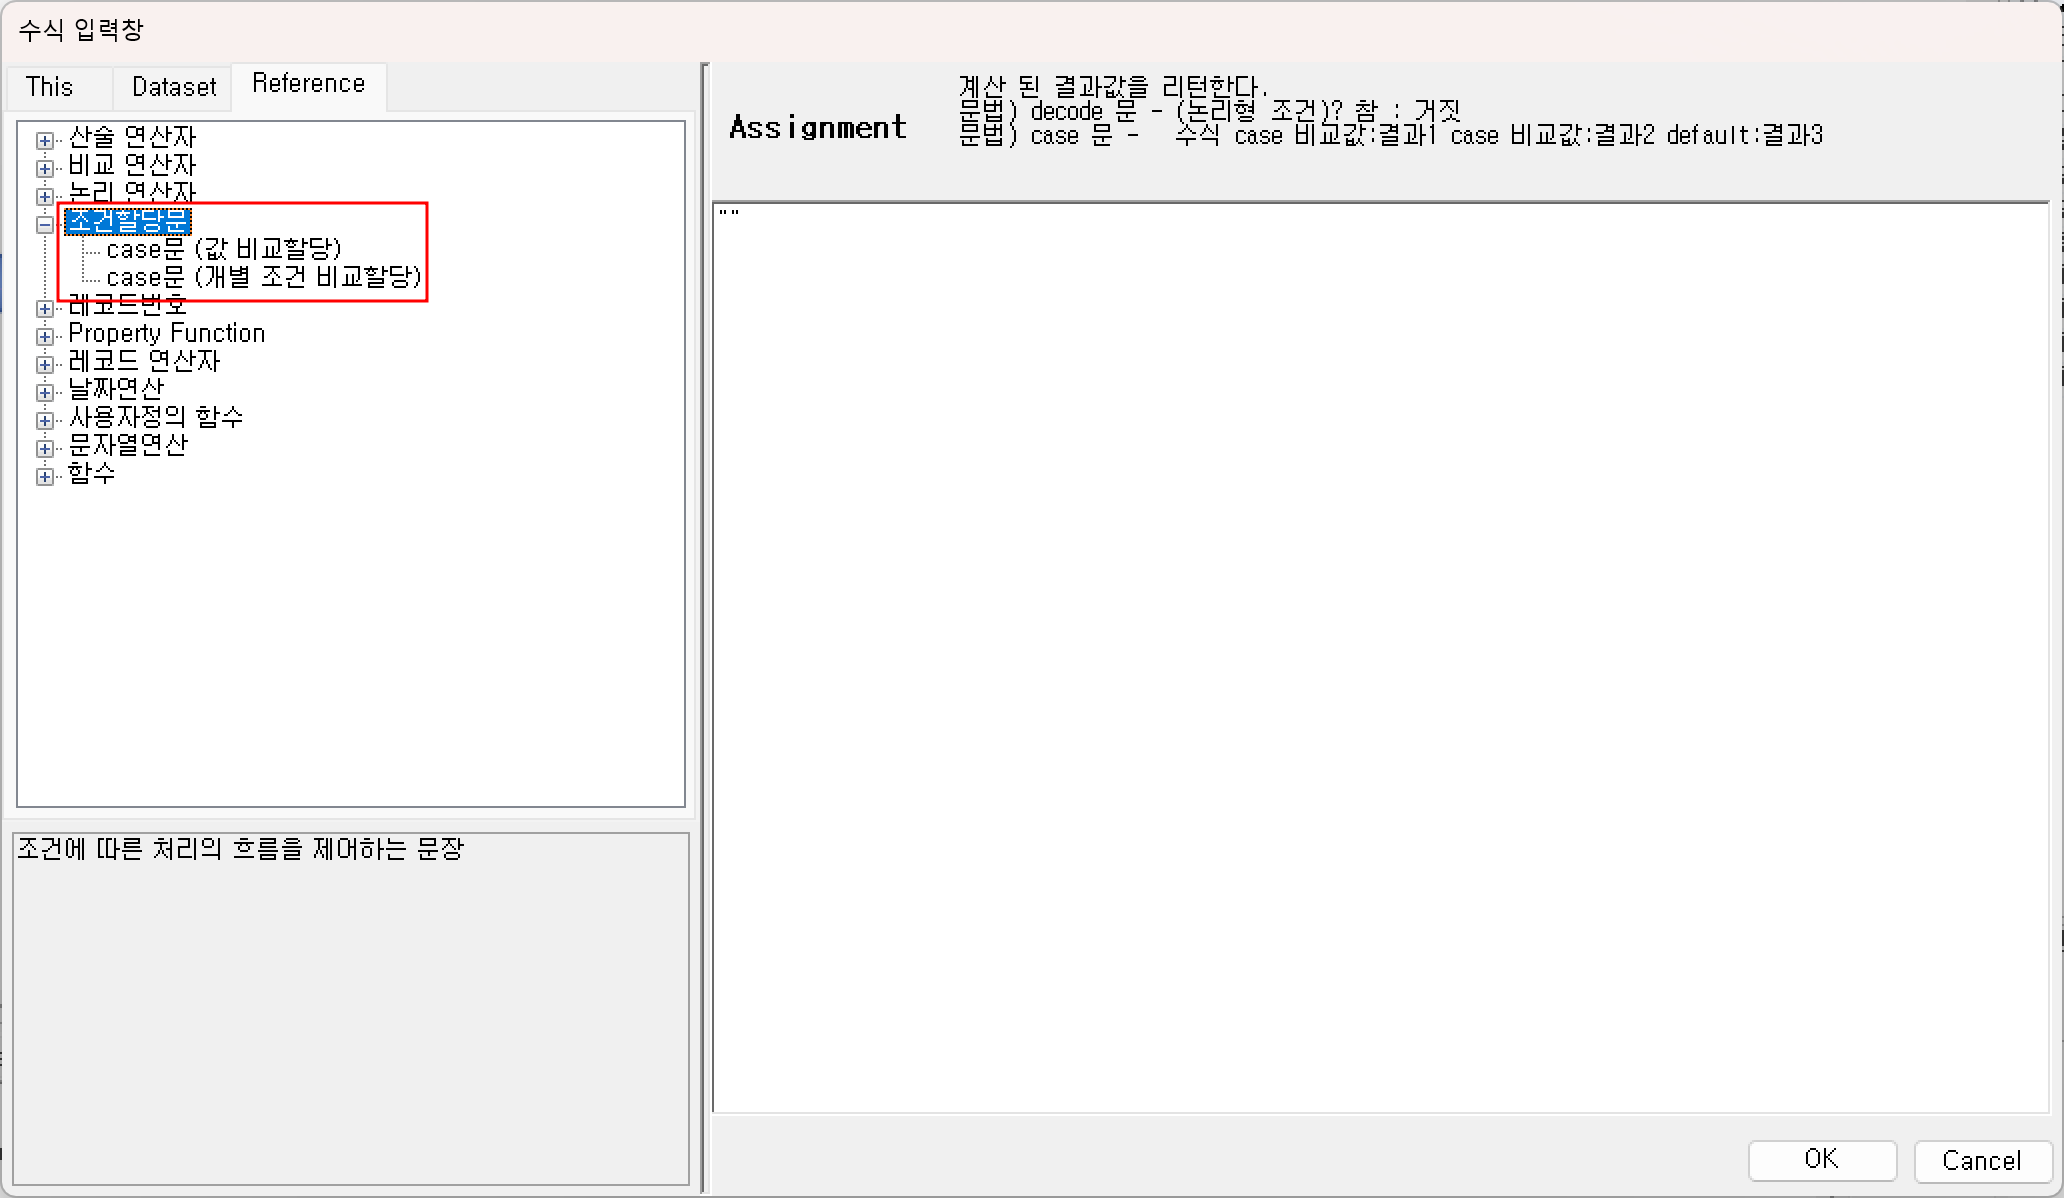 수식 입력창
This
Dataset
Reference
산술 연산자
비교 연산자
논리 연산자
조건할당문
case문 (값 비교할당)
case문 (개별 조건 비교할당)
레코드번호
Property Function
레코드 연산자
날짜연산
사용자정의 함수
문자열연산
함수
조건에 따른 처리의 흐름을 제어하는 문장
Assignment
계산 된 결과값을 리턴한다.
문법) decode 문 - (논리형 조건)? 참 : 거짓
문법) case 문 -   수식 case 비교값:결과1 case 비교값:결과2 default:결과3
""
OK
Cancel